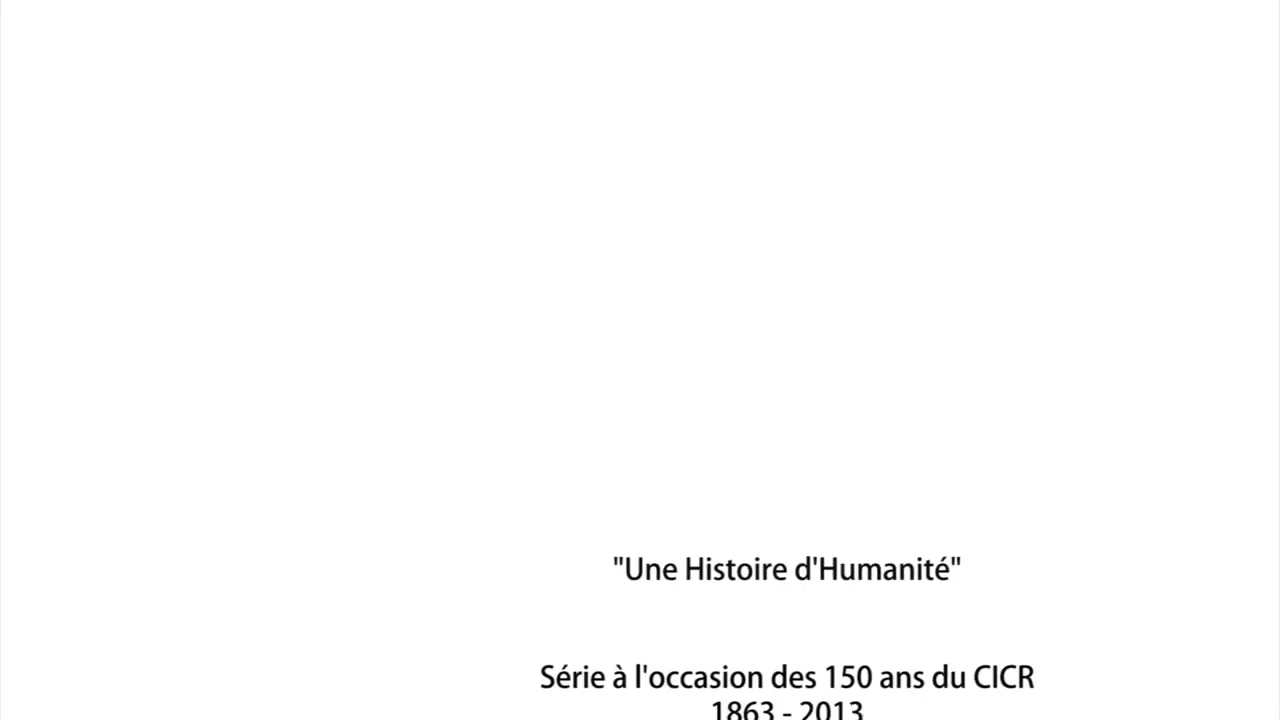 "Une Histoire d'Humanité"
Série à l'occasion des 150 ans du CICR
1863 - 2013